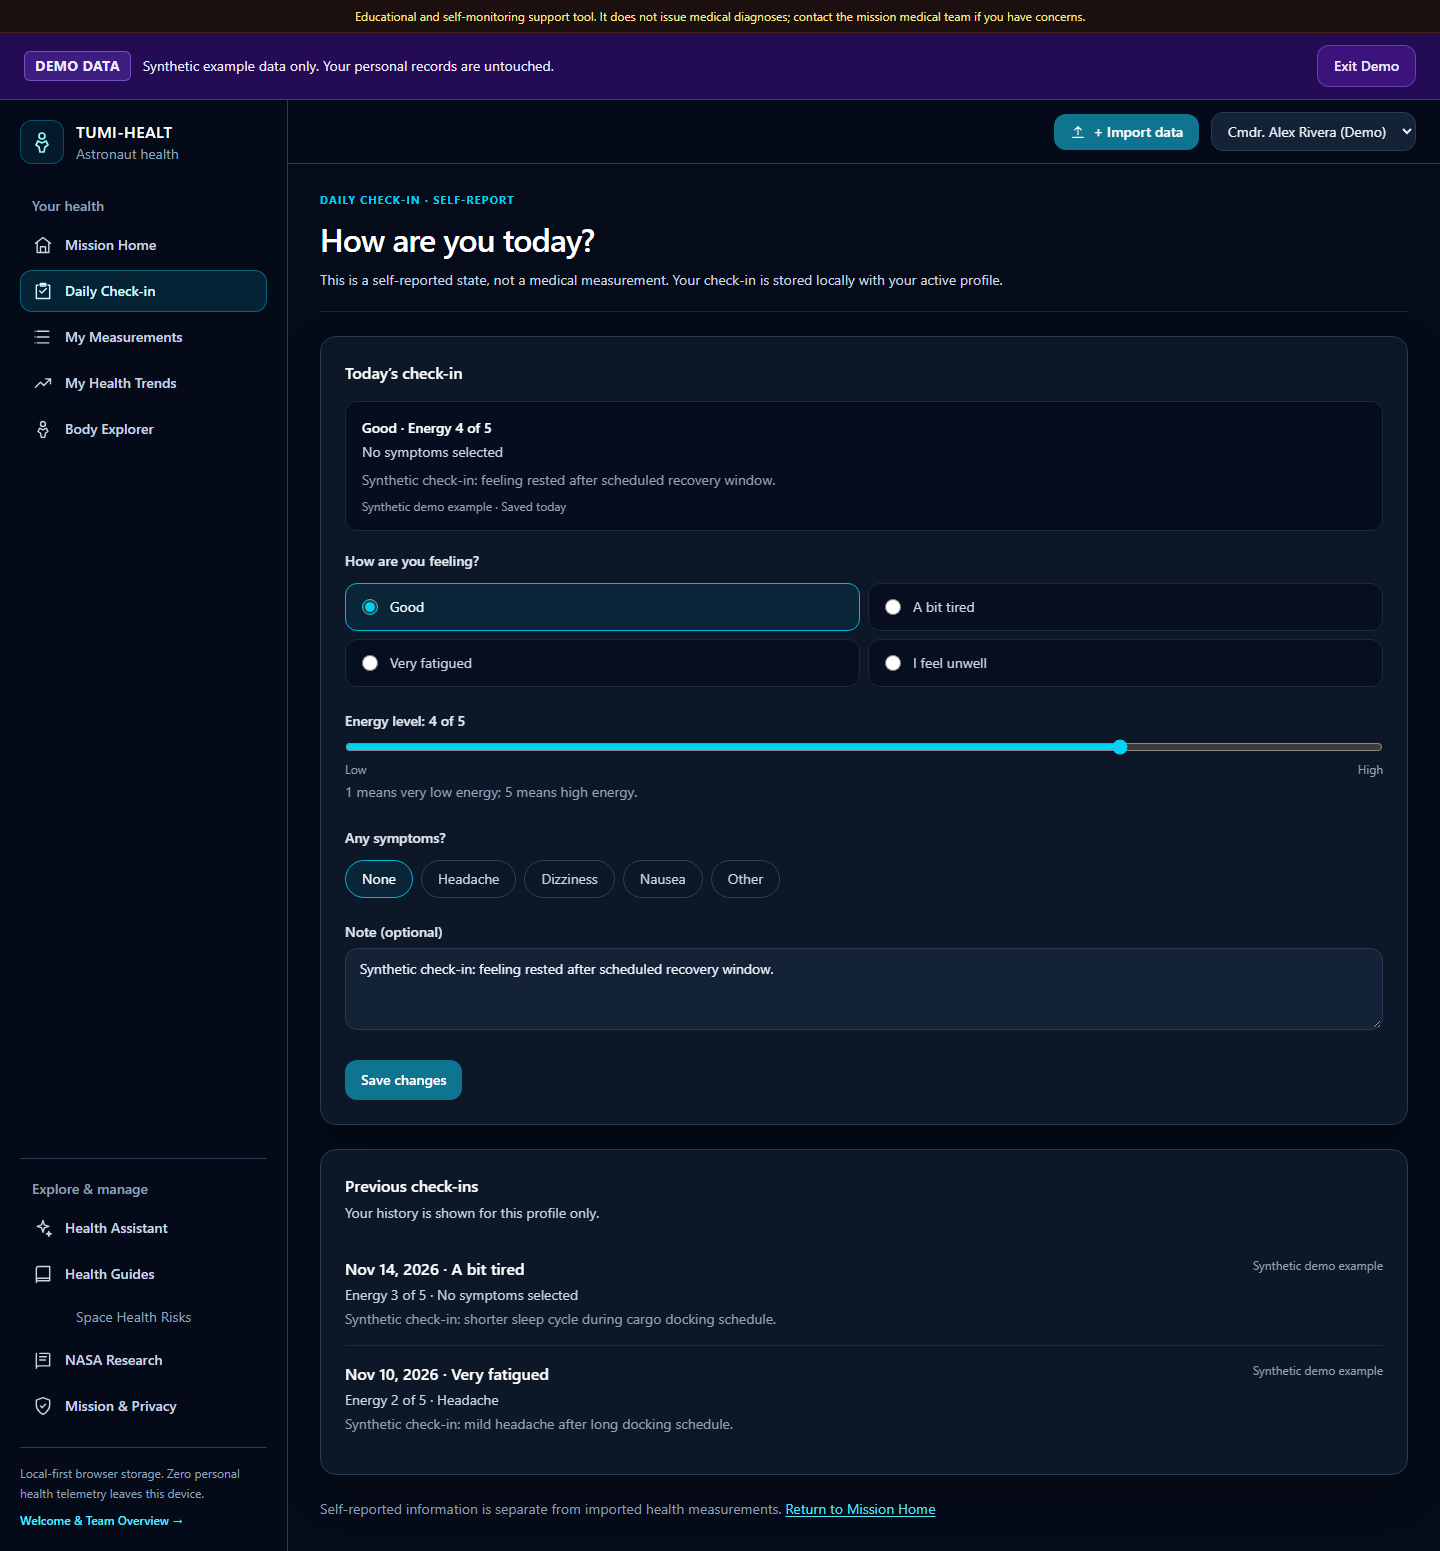 Educational and self-monitoring support tool. It does not issue medical diagnoses; contact the mission medical team if you have concerns.
DEMO DATA
Synthetic example data only. Your personal records are untouched.
Exit Demo
TUMI-HEALT
Astronaut health
+ Import data
Cmdr. Alex Rivera (Demo)
Your health
Mission Home
Daily Check-in
My Measurements
My Health Trends
Body Explorer
DAILY CHECK-IN · SELF-REPORT
How are you today?
This is a self-reported state, not a medical measurement. Your check-in is stored locally with your active profile.
Today’s check-in
Good · Energy 4 of 5
No symptoms selected
Synthetic check-in: feeling rested after scheduled recovery window.
Synthetic demo example · Saved today
How are you feeling?
Good
A bit tired
Very fatigued
I feel unwell
Energy level: 4 of 5
Low
High
1 means very low energy; 5 means high energy.
Any symptoms?
None
Headache
Dizziness
Nausea
Other
Note (optional)
Synthetic check-in: feeling rested after scheduled recovery window.
Save changes
Previous check-ins
Your history is shown for this profile only.
Nov 14, 2026 · A bit tired
Synthetic demo example
Energy 3 of 5 · No symptoms selected
Synthetic check-in: shorter sleep cycle during cargo docking schedule.
Nov 10, 2026 · Very fatigued
Synthetic demo example
Energy 2 of 5 · Headache
Synthetic check-in: mild headache after long docking schedule.
Self-reported information is separate from imported health measurements. Return to Mission Home
Explore & manage
Health Assistant
Health Guides
Space Health Risks
NASA Research
Mission & Privacy
Local-first browser storage. Zero personal
health telemetry leaves this device.
Welcome & Team Overview →